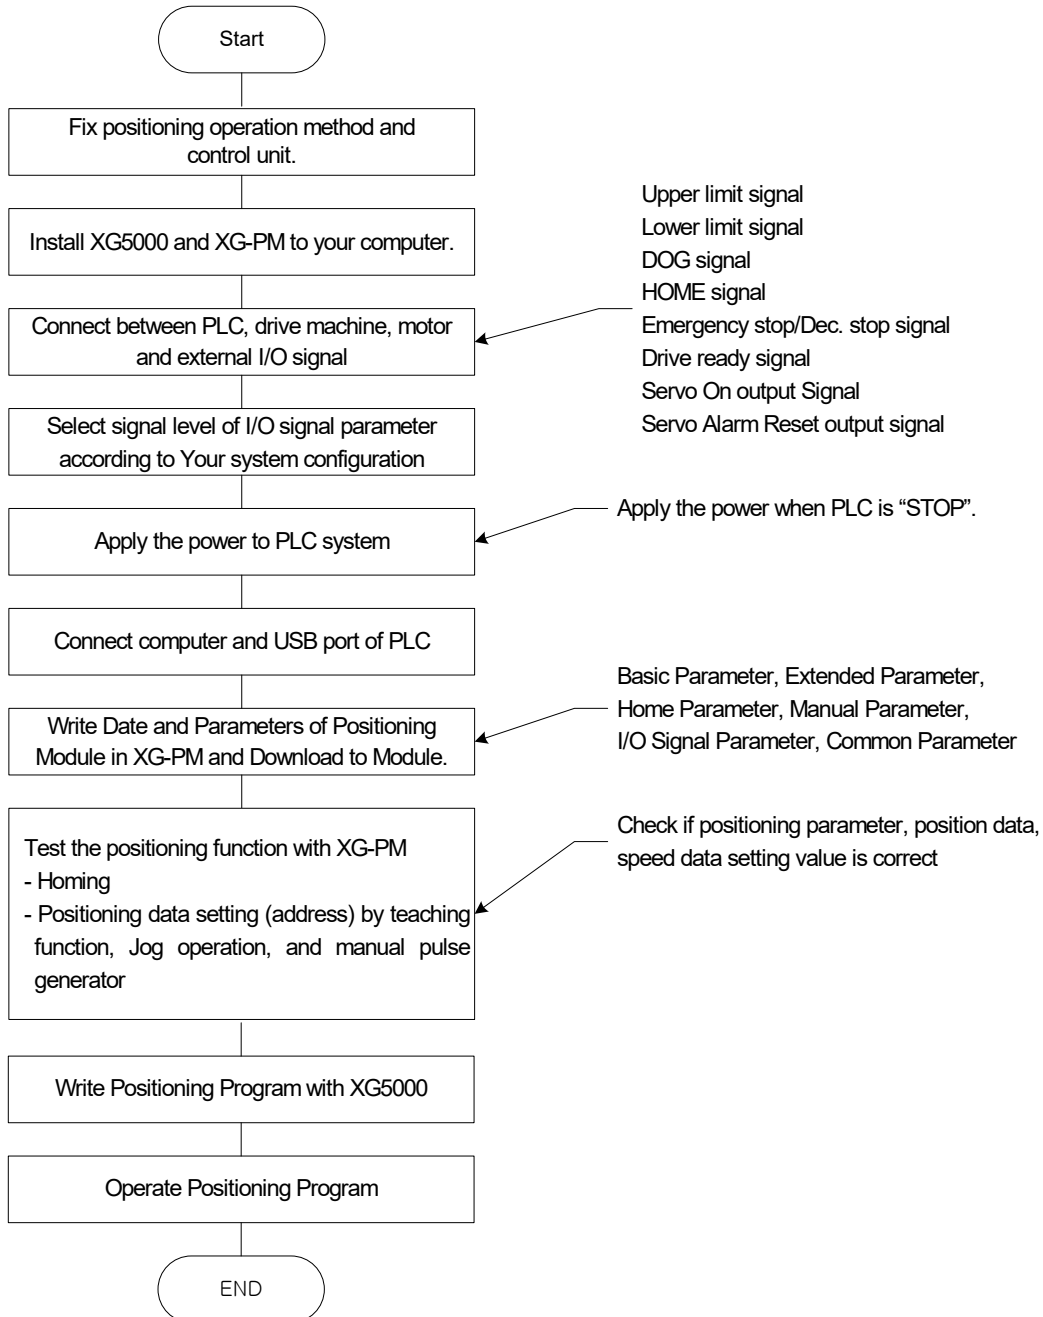 Start
Fix positioning operation method and
control unit.
Install XG5000 and XG-PM to your computer.
Upper limit signal
Lower limit signal
DOG signal
HOME signal
Emergency stop/Dec. stop signal
Drive ready signal
Servo On output Signal
Servo Alarm Reset output signal
Connect between PLC, drive machine, motor
and external I/O signal
Select signal level of I/O signal parameter
according to Your system configuration
Apply the power to PLC system
Apply the power when PLC is “STOP”.
Connect computer and USB port of PLC
Write Date and Parameters of Positioning
Module in XG-PM and Download to Module.
Basic Parameter, Extended Parameter,
Home Parameter, Manual Parameter,
I/O Signal Parameter, Common Parameter
Test the positioning function with XG-PM
- Homing
- Positioning data setting (address) by teaching
function, Jog operation, and manual pulse
generator
Check if positioning parameter, position data,
speed data setting value is correct
Write Positioning Program with XG5000
Operate Positioning Program
END